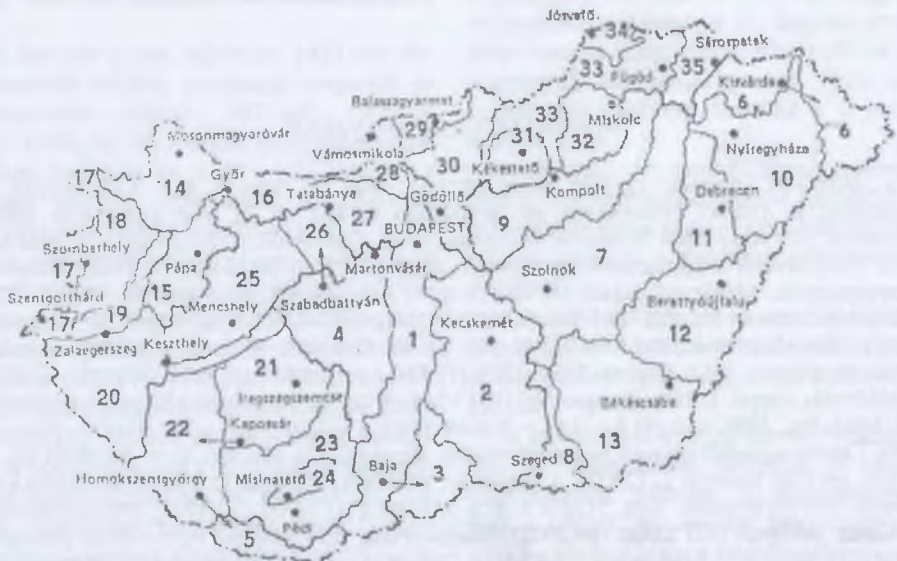 Jósvafő.
34
Sárospatak
33
Fügöd
35
Kisvárda
6
Balassagyarmat
33
Miskolc
29
31
32
6
Mosonmagyaróvár
Vámosmikola
Nyíregyháza
30
Kékestető
17
14
Győr
28
10
16
Tatabánya
Gödöllő
Kompolt
Debrecen
18
27
9
26
BUDAPEST
11
Szombathely
7
17
Pápa
Martonvásár
Szolnok
25
Szentgotthárd
15
Szabadbattyán
Berettyóújfalu
17
19
Mencshely
4
Kecskemét
12
Zalaegerszeg
Keszthely
1
21
20
2
Iregszemcse
Békéscsaba
22
Kaposvár
23
13
Homokszentgyörgy
Misinatető
24
Baja
3
Szeged
8
Pécs
5